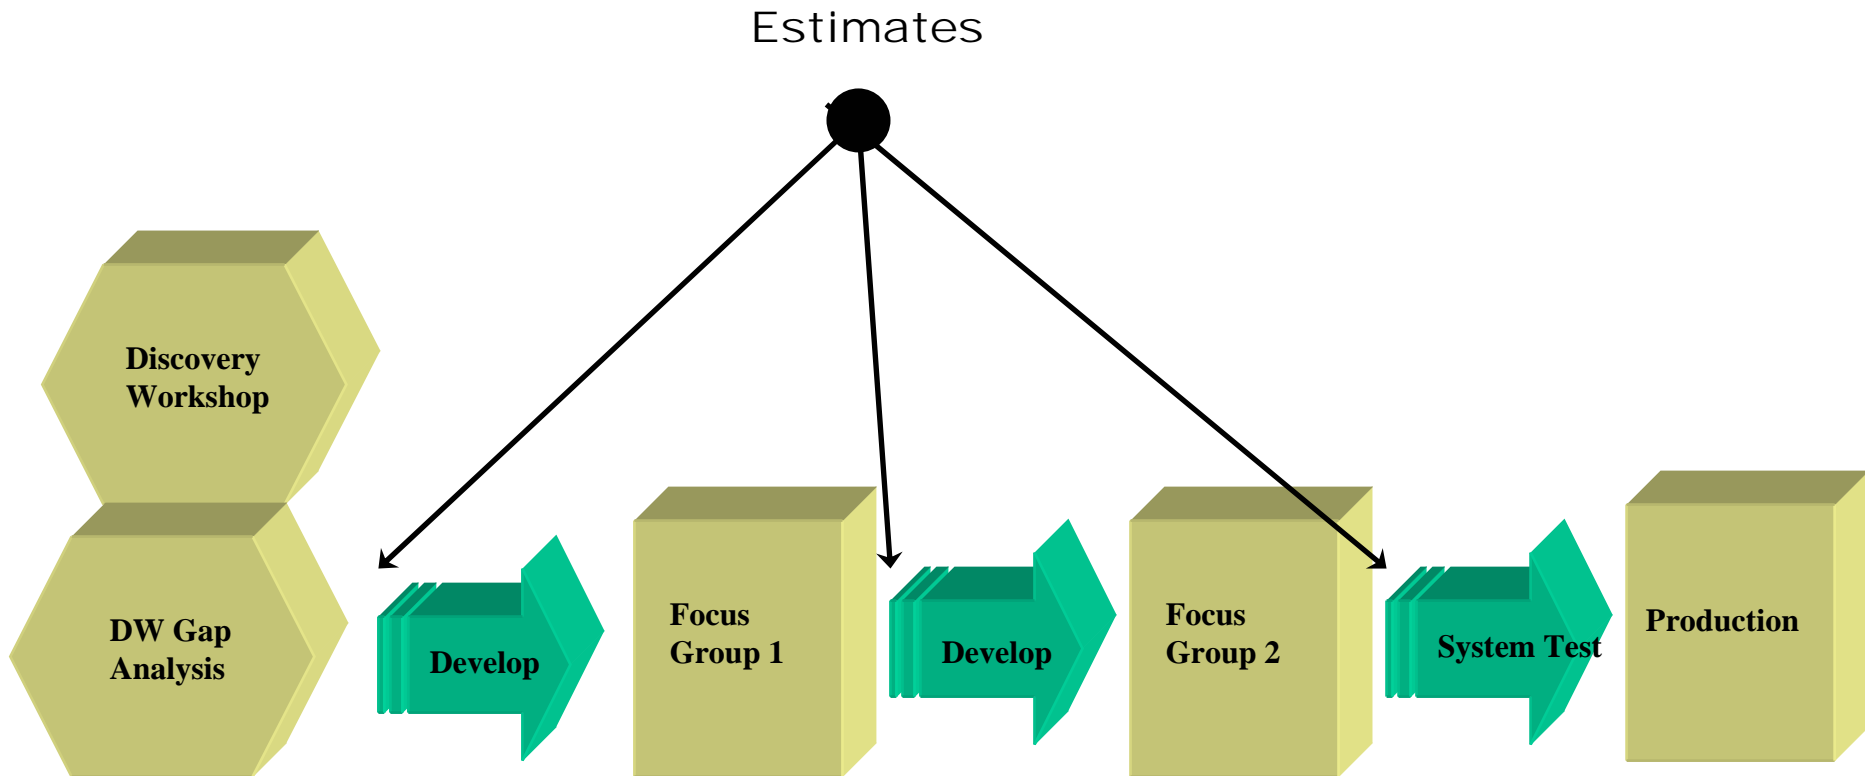 Estimates
Discovery
Workshop
DW Gap
Analysis
Develop
Focus
Group 1
Develop
Focus
Group 2
System Test
Production